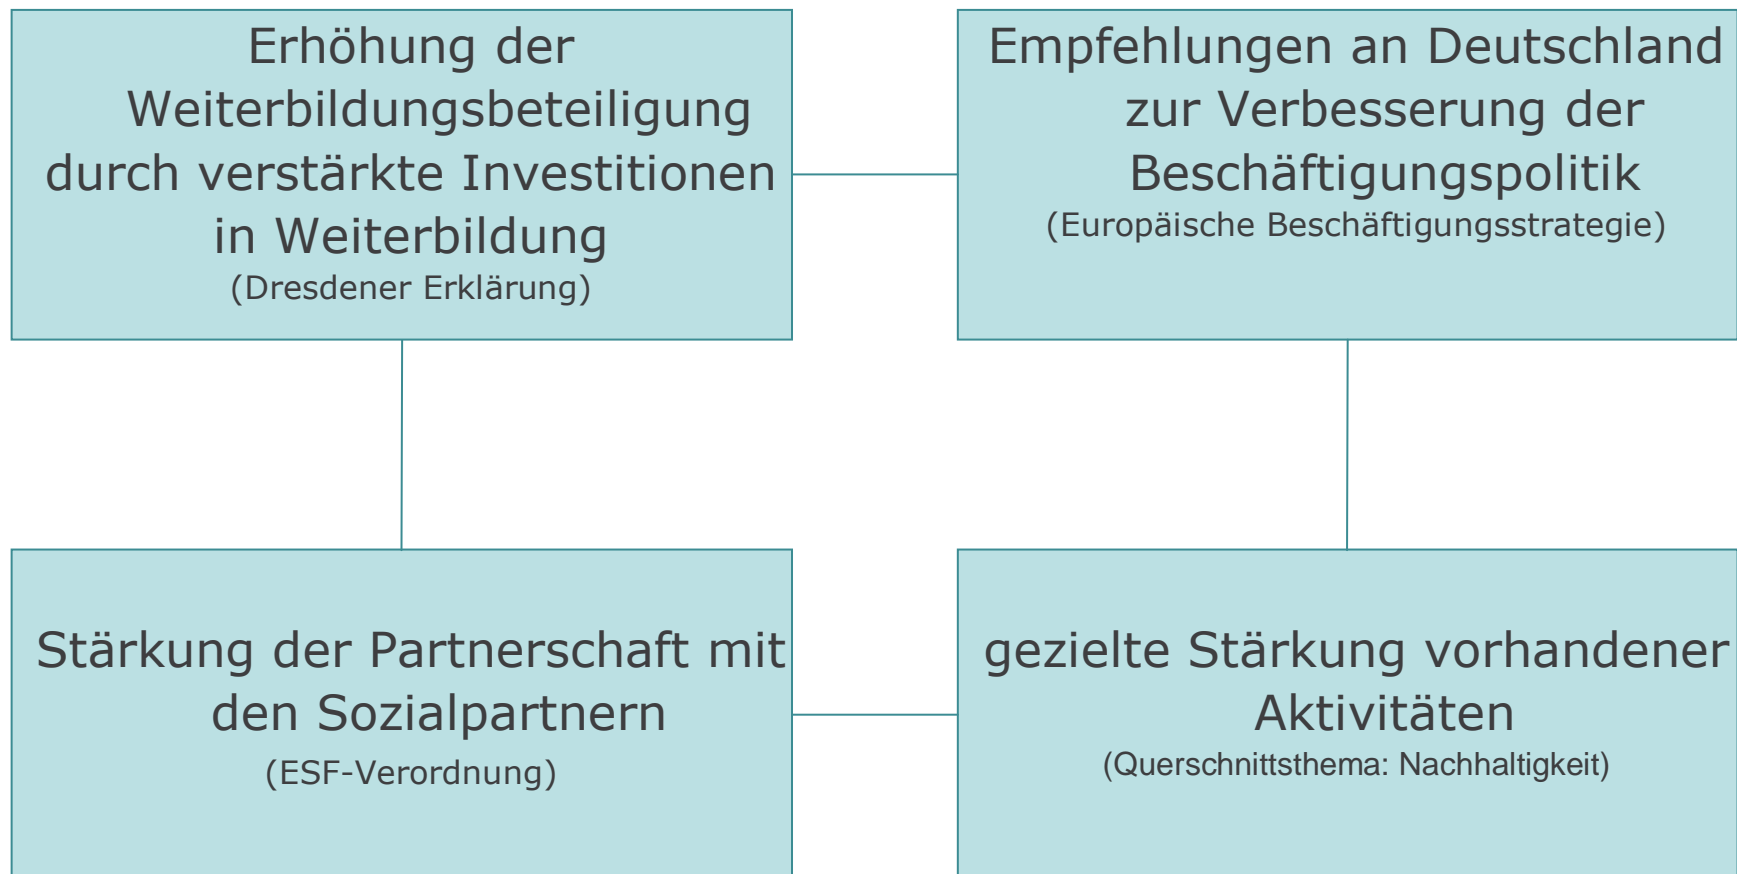 Erhöhung der
Weiterbildungsbeteiligung
durch verstärkte Investitionen
in Weiterbildung
(Dresdener Erklärung)
Empfehlungen an Deutschland
zur Verbesserung der
Beschäftigungspolitik
(Europäische Beschäftigungsstrategie)
Stärkung der Partnerschaft mit
den Sozialpartnern
(ESF-Verordnung)
gezielte Stärkung vorhandener
Aktivitäten
(Querschnittsthema: Nachhaltigkeit)